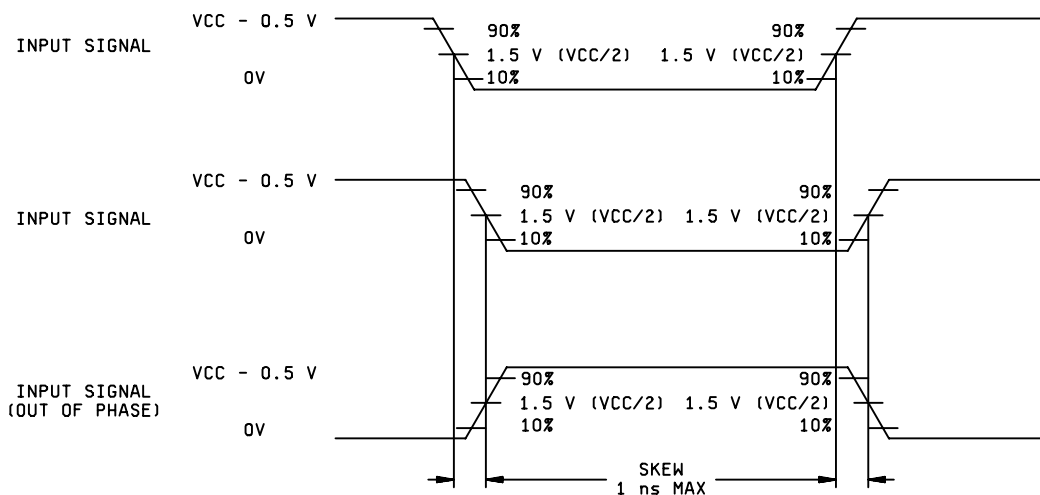 VCC - 0.5 V
INPUT SIGNAL
0V
90%
90%
1.5 V (VCC/2) 1.5 V (VCC/2)
10%
10%
VCC - 0.5 V
INPUT SIGNAL
0V
90%
90%
1.5 V (VCC/2) 1.5 V (VCC/2)
10%
10%
VCC - 0.5 V
INPUT SIGNAL
(OUT OF PHASE)
0V
90%
90%
1.5 V (VCC/2) 1.5 V (VCC/2)
10%
10%
SKEW
1 ns MAX